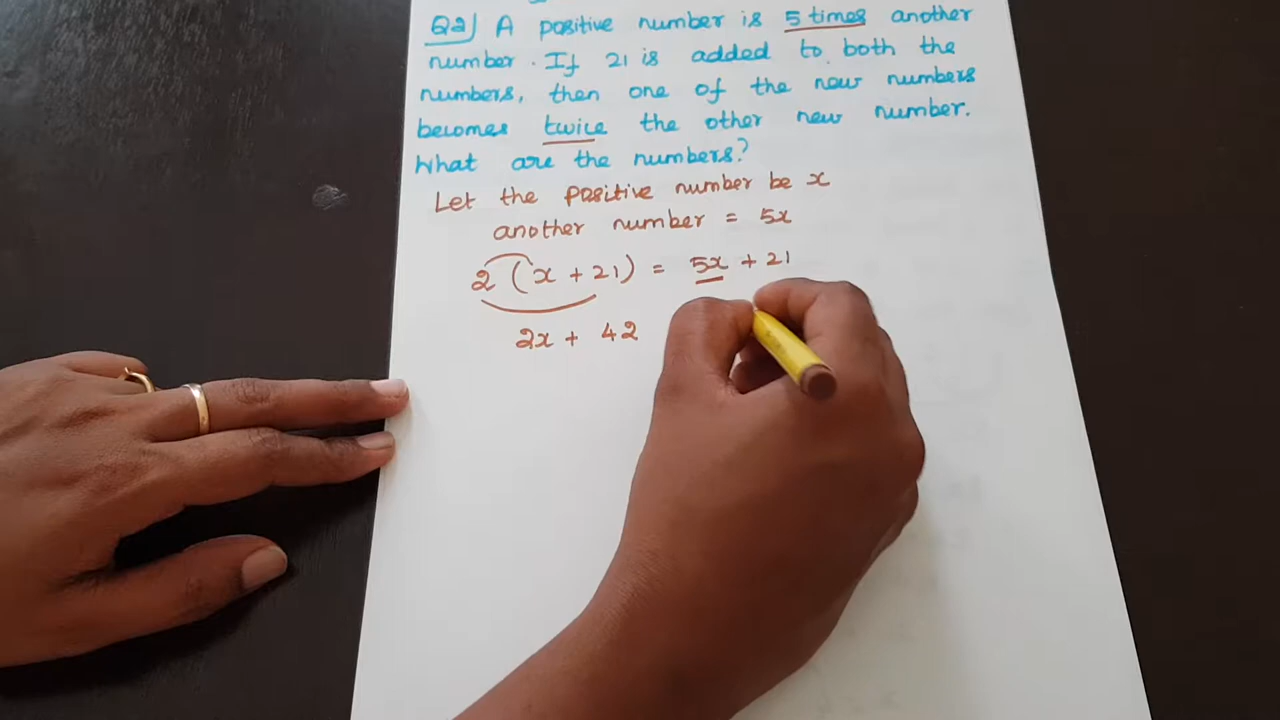 Q2) A positive number is 5 times another
number. If 21 is added to both the
numbers, then one of the new numbers
becomes twice the other new number.
What are the numbers?
Let the positive number be x
another number = 5x
2 (x + 21) = 5x + 21
2x + 42